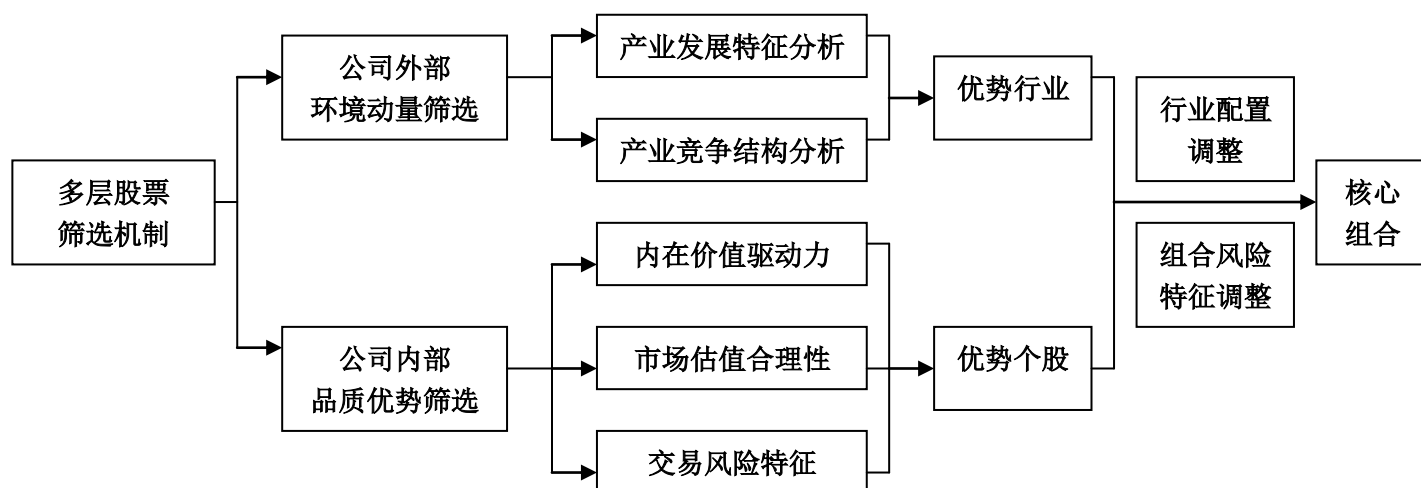 多层股票
筛选机制
公司外部
环境动量筛选
公司内部
品质优势筛选
产业发展特征分析
产业竞争结构分析
内在价值驱动力
市场估值合理性
交易风险特征
优势行业
优势个股
行业配置
调整
组合风险
特征调整
核心
组合